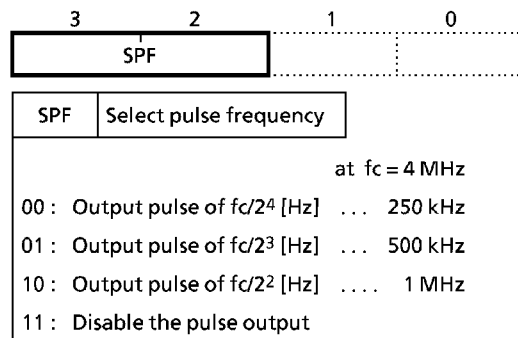 3 2 1 0
SPF
SPF Select pulse frequency
at fc = 4 MHz
00 : Output pulse of fc/2⁴ [Hz] ... 250 kHz
01 : Output pulse of fc/2³ [Hz] ... 500 kHz
10 : Output pulse of fc/2² [Hz] .... 1 MHz
11 : Disable the pulse output